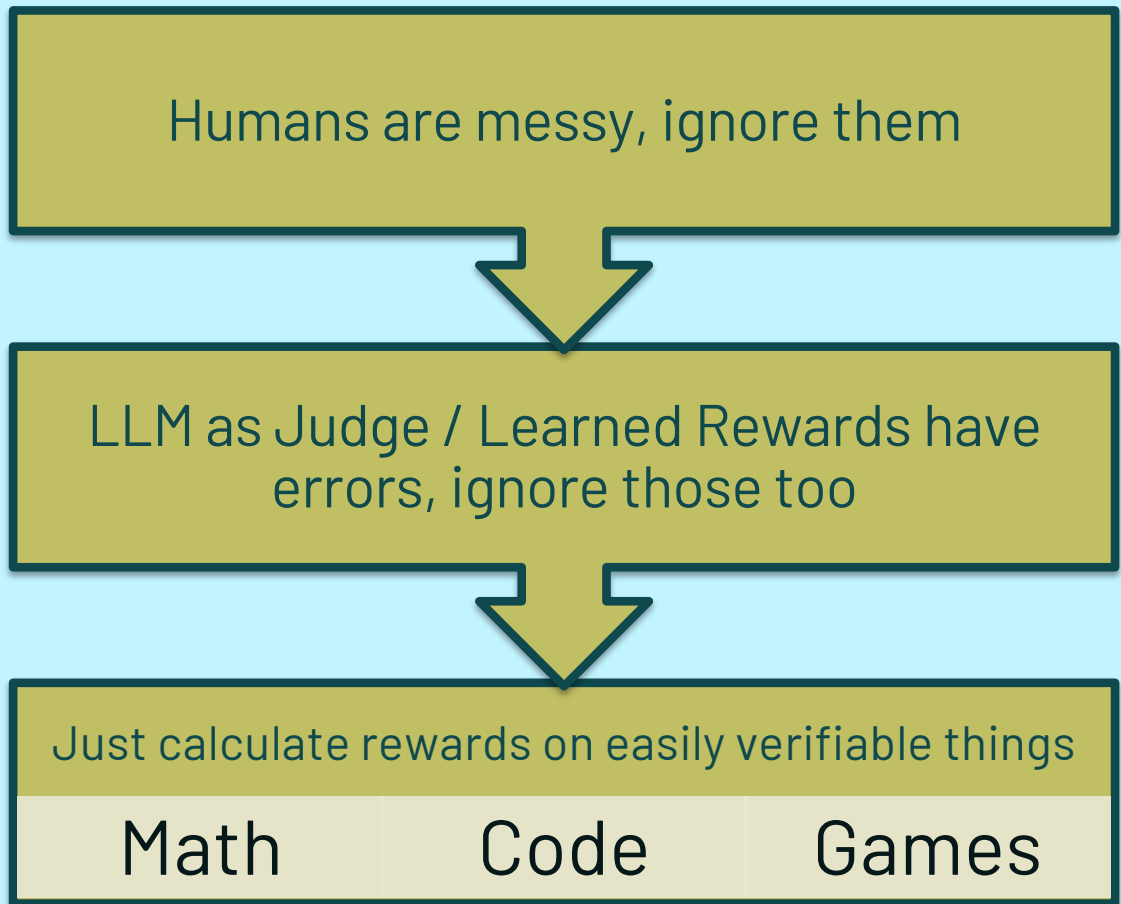 Humans are messy, ignore them
LLM as Judge / Learned Rewards have
errors, ignore those too
Just calculate rewards on easily verifiable things
Math
Code
Games